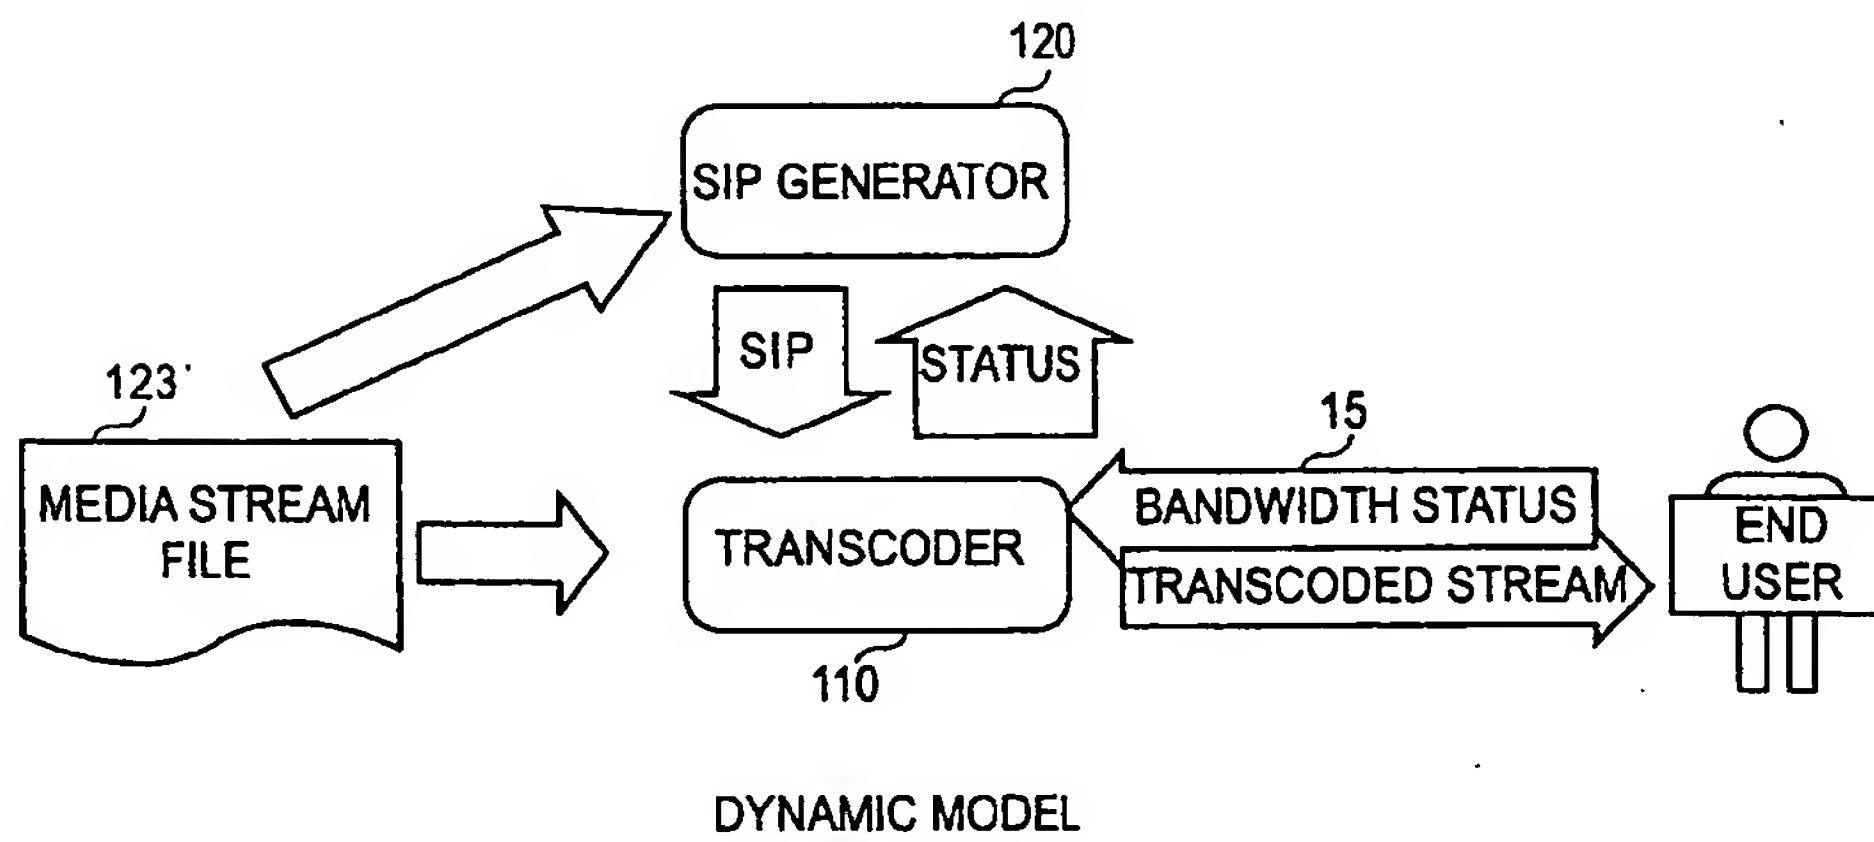 120
SIP GENERATOR
SIP
STATUS
123'
MEDIA STREAM
FILE
15
BANDWIDTH STATUS
TRANSCODER
TRANSCODED STREAM
END
USER
110
DYNAMIC MODEL